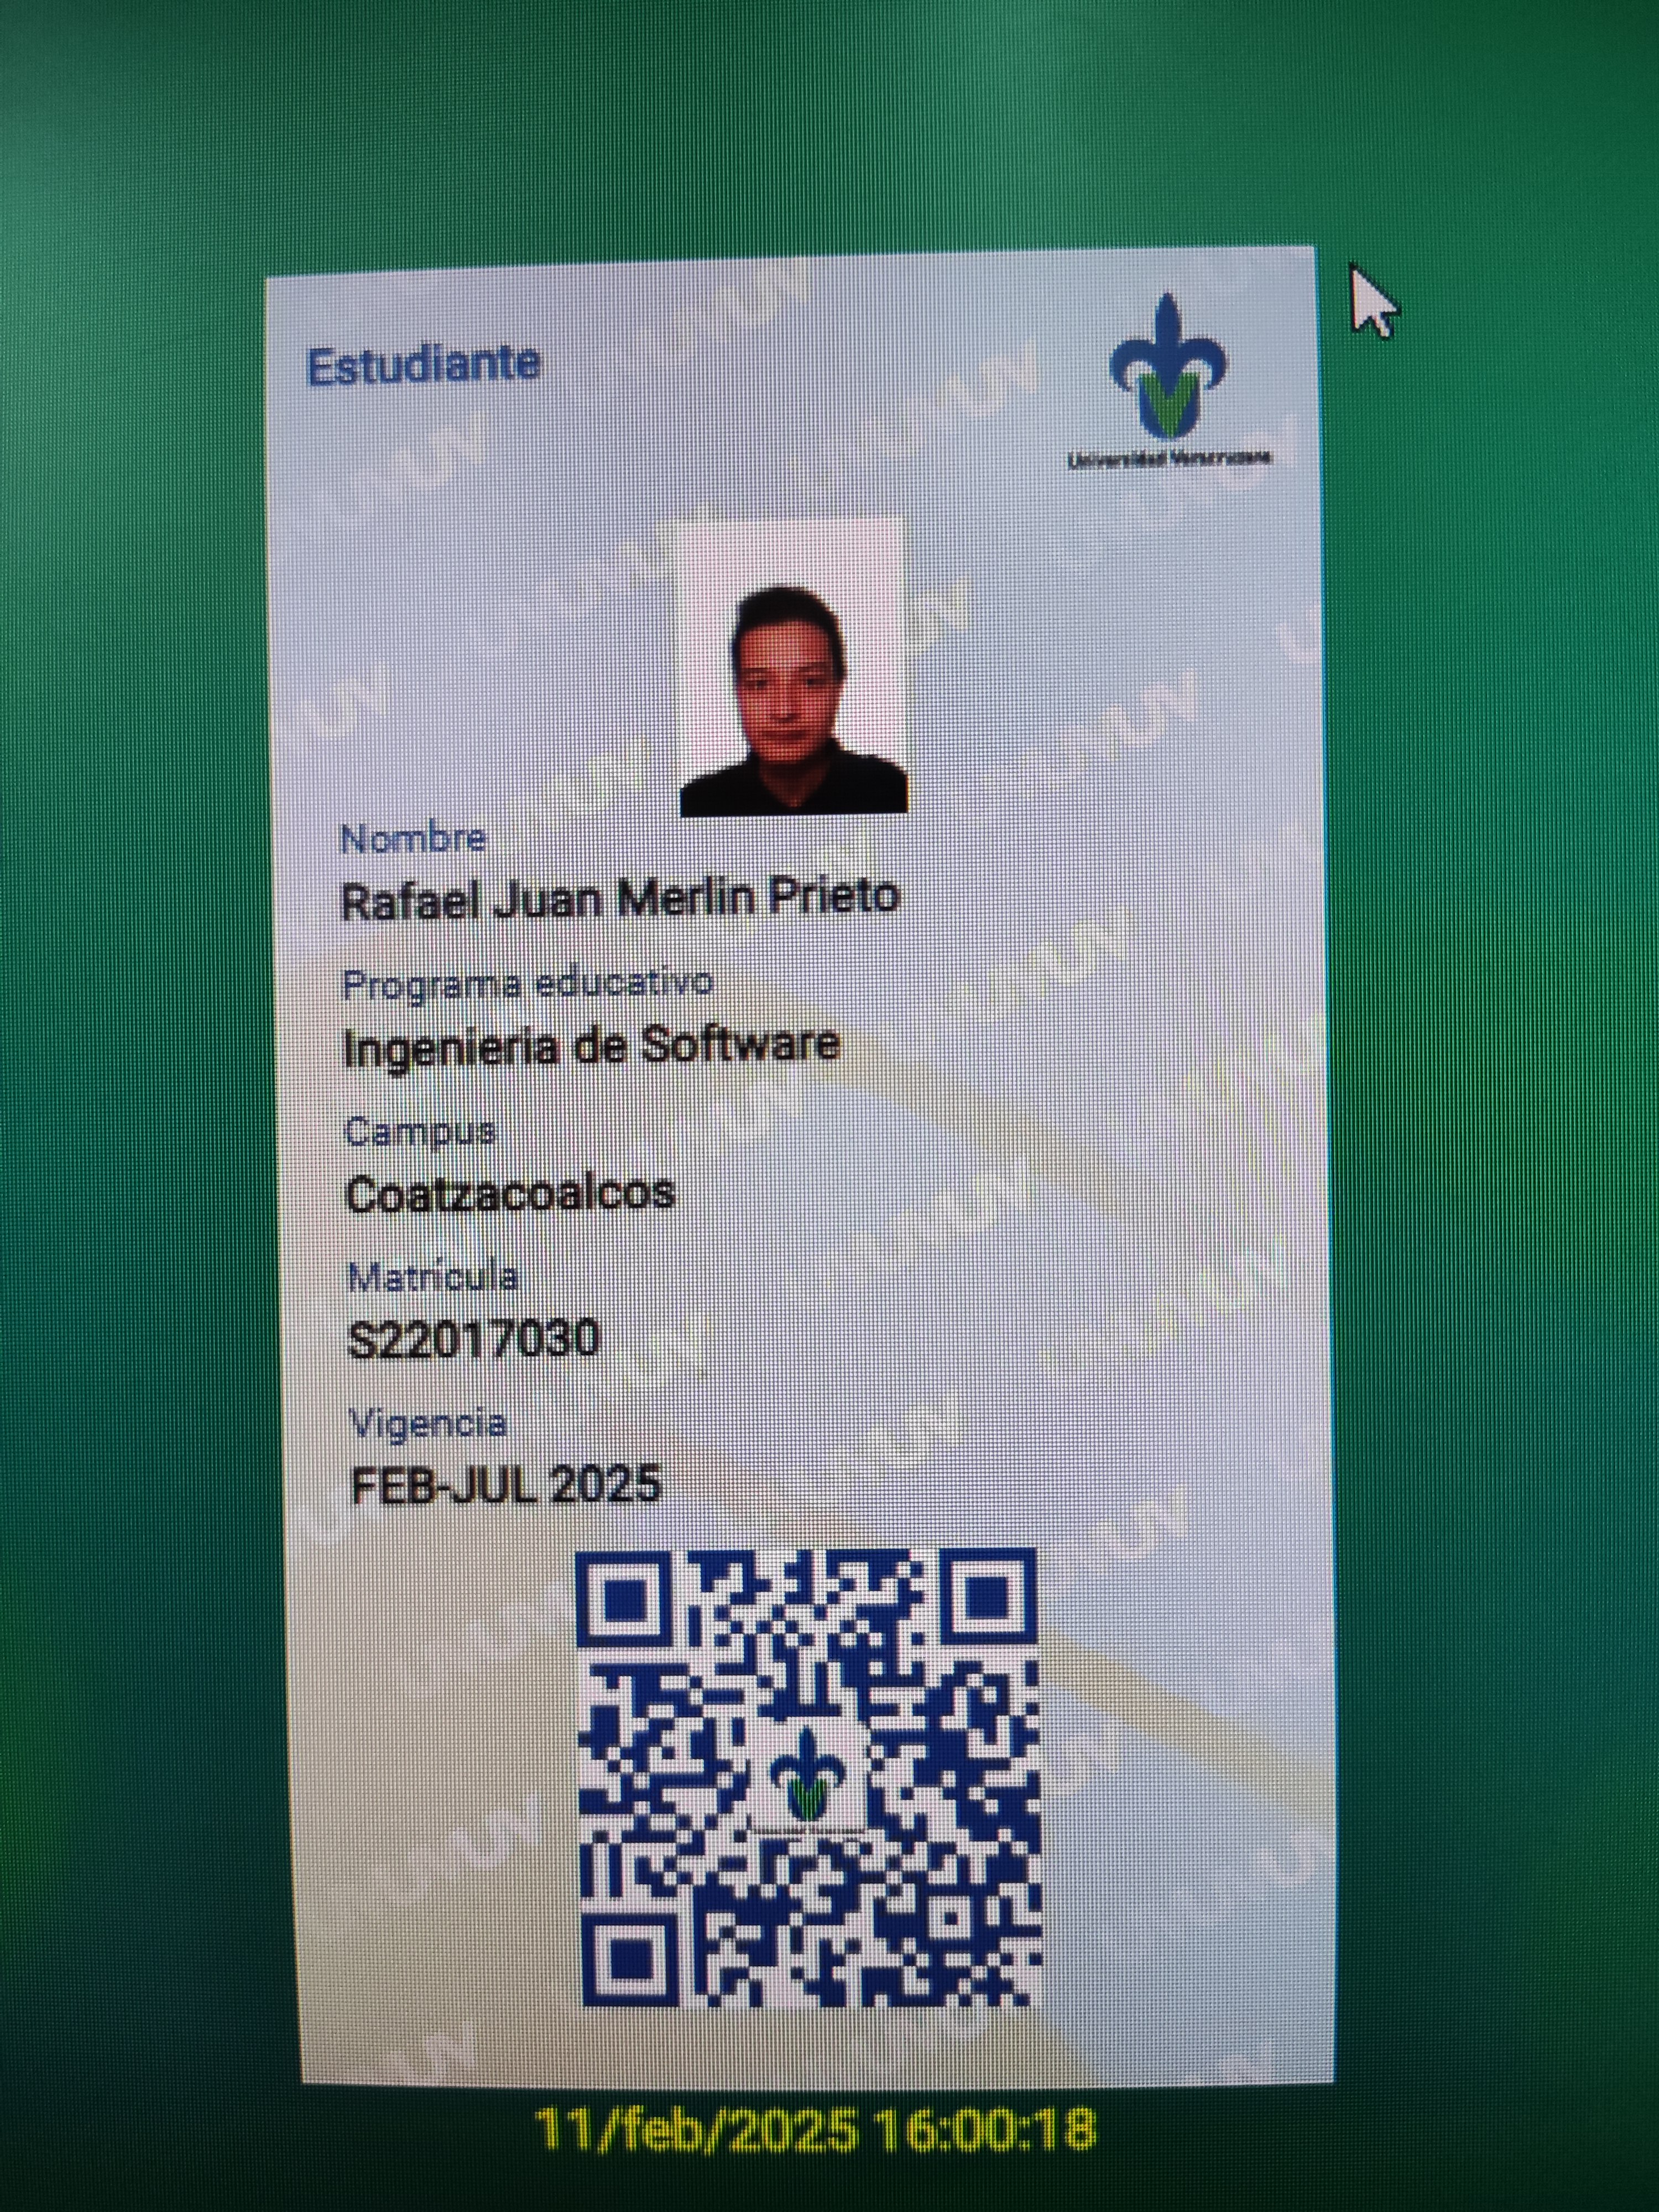 Estudiante
Universidad Veracruzana
Nombre
Rafael Juan Merlin Prieto
Programa educativo
Ingenieria de Software
Campus
Coatzacoalcos
Matrícula
S22017030
Vigencia
FEB-JUL 2025
11/feb/2025 16:00:18